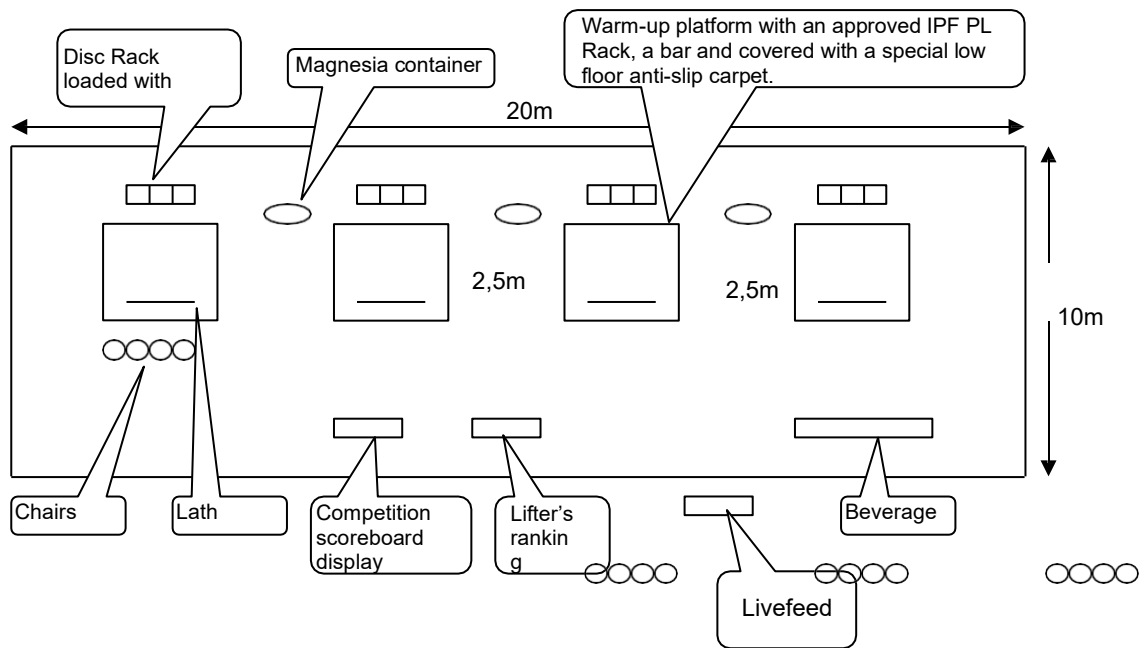 Disc Rack
loaded with
Magnesia container
Warm-up platform with an approved IPF PL
Rack, a bar and covered with a special low
floor anti-slip carpet.
20m
2,5m
2,5m
10m
Chairs
Lath
Competition
scoreboard
display
Lifter's
rankin
g
Beverage
Livefeed